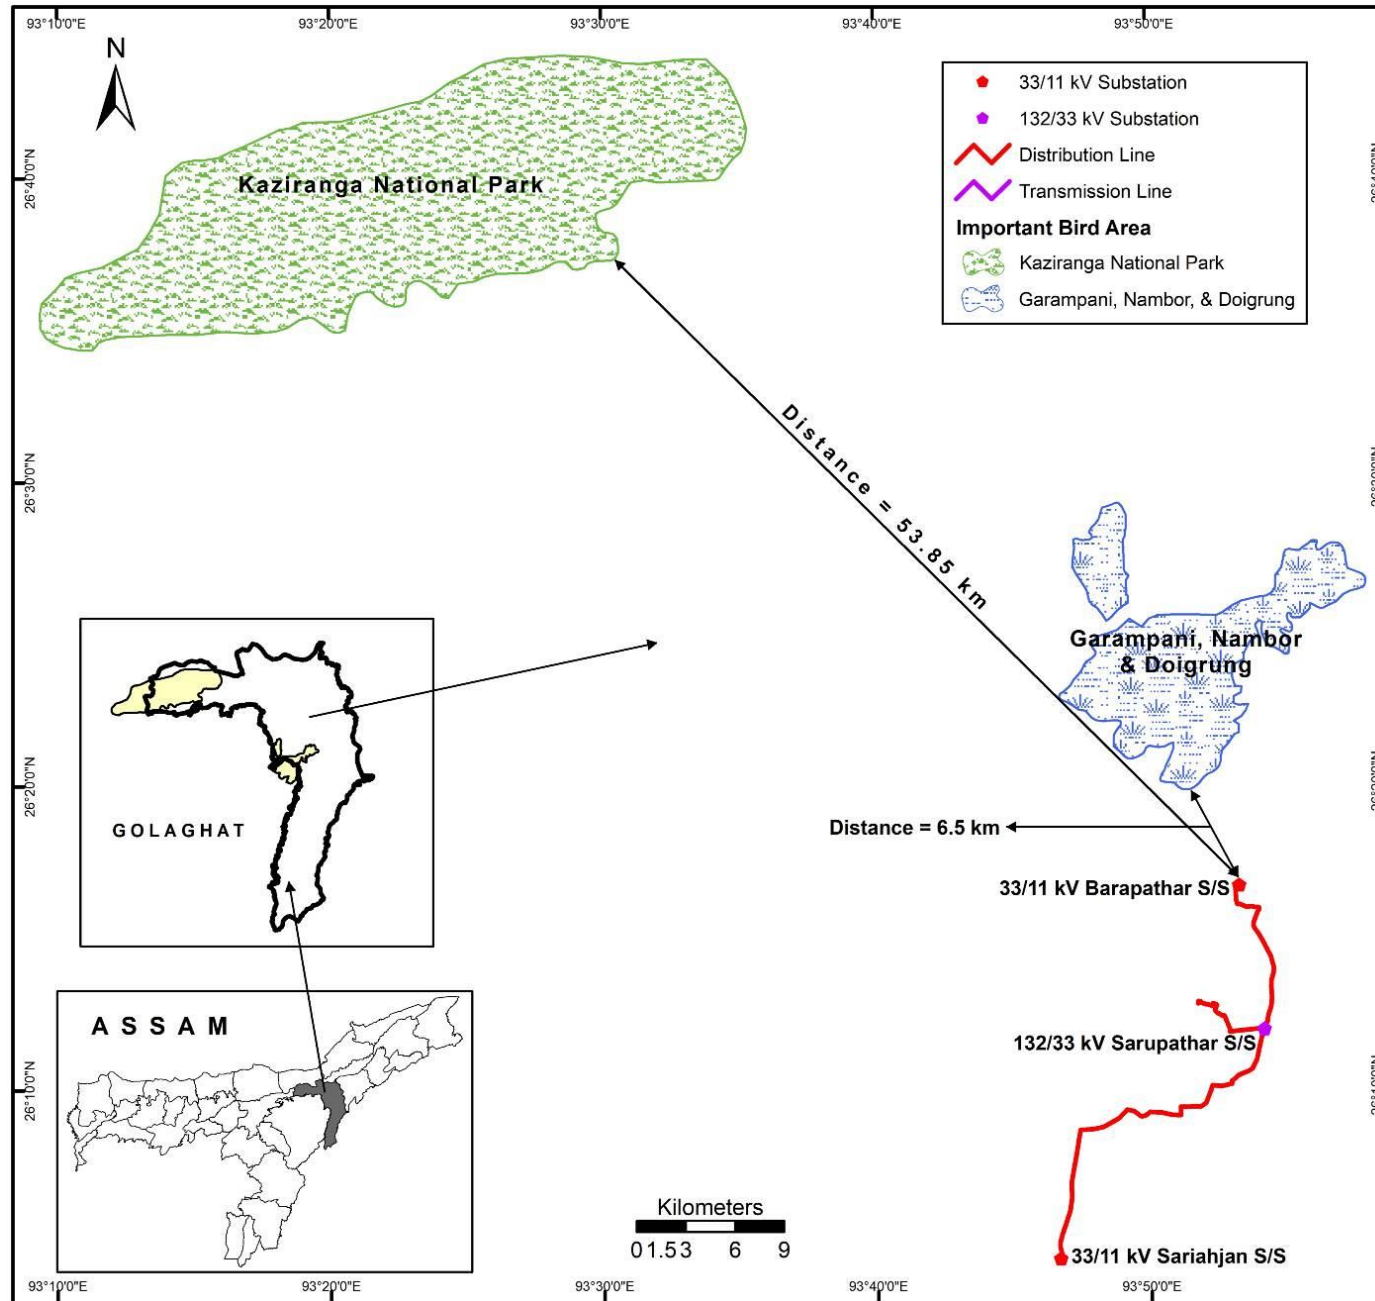 93°10'0"E
93°20'0"E
93°30'0"E
93°40'0"E
93°50'0"E
N
33/11 kV Substation
132/33 kV Substation
Distribution Line
Transmission Line
Important Bird Area
Kaziranga National Park
Garampani, Nambor, & Doigrung
26°40'0"N
Kaziranga National Park
26°30'0"N
Distance = 53.85 km
Garampani, Nambor
& Doigrung
26°20'0"N
GOLAGHAT
Distance = 6.5 km
33/11 kV Barapathar S/S
ASSAM
132/33 kV Sarupathar S/S
26°10'0"N
Kilometers
0 1.5 3 6 9
33/11 kV Sariahjan S/S
93°10'0"E
93°20'0"E
93°30'0"E
93°40'0"E
93°50'0"E